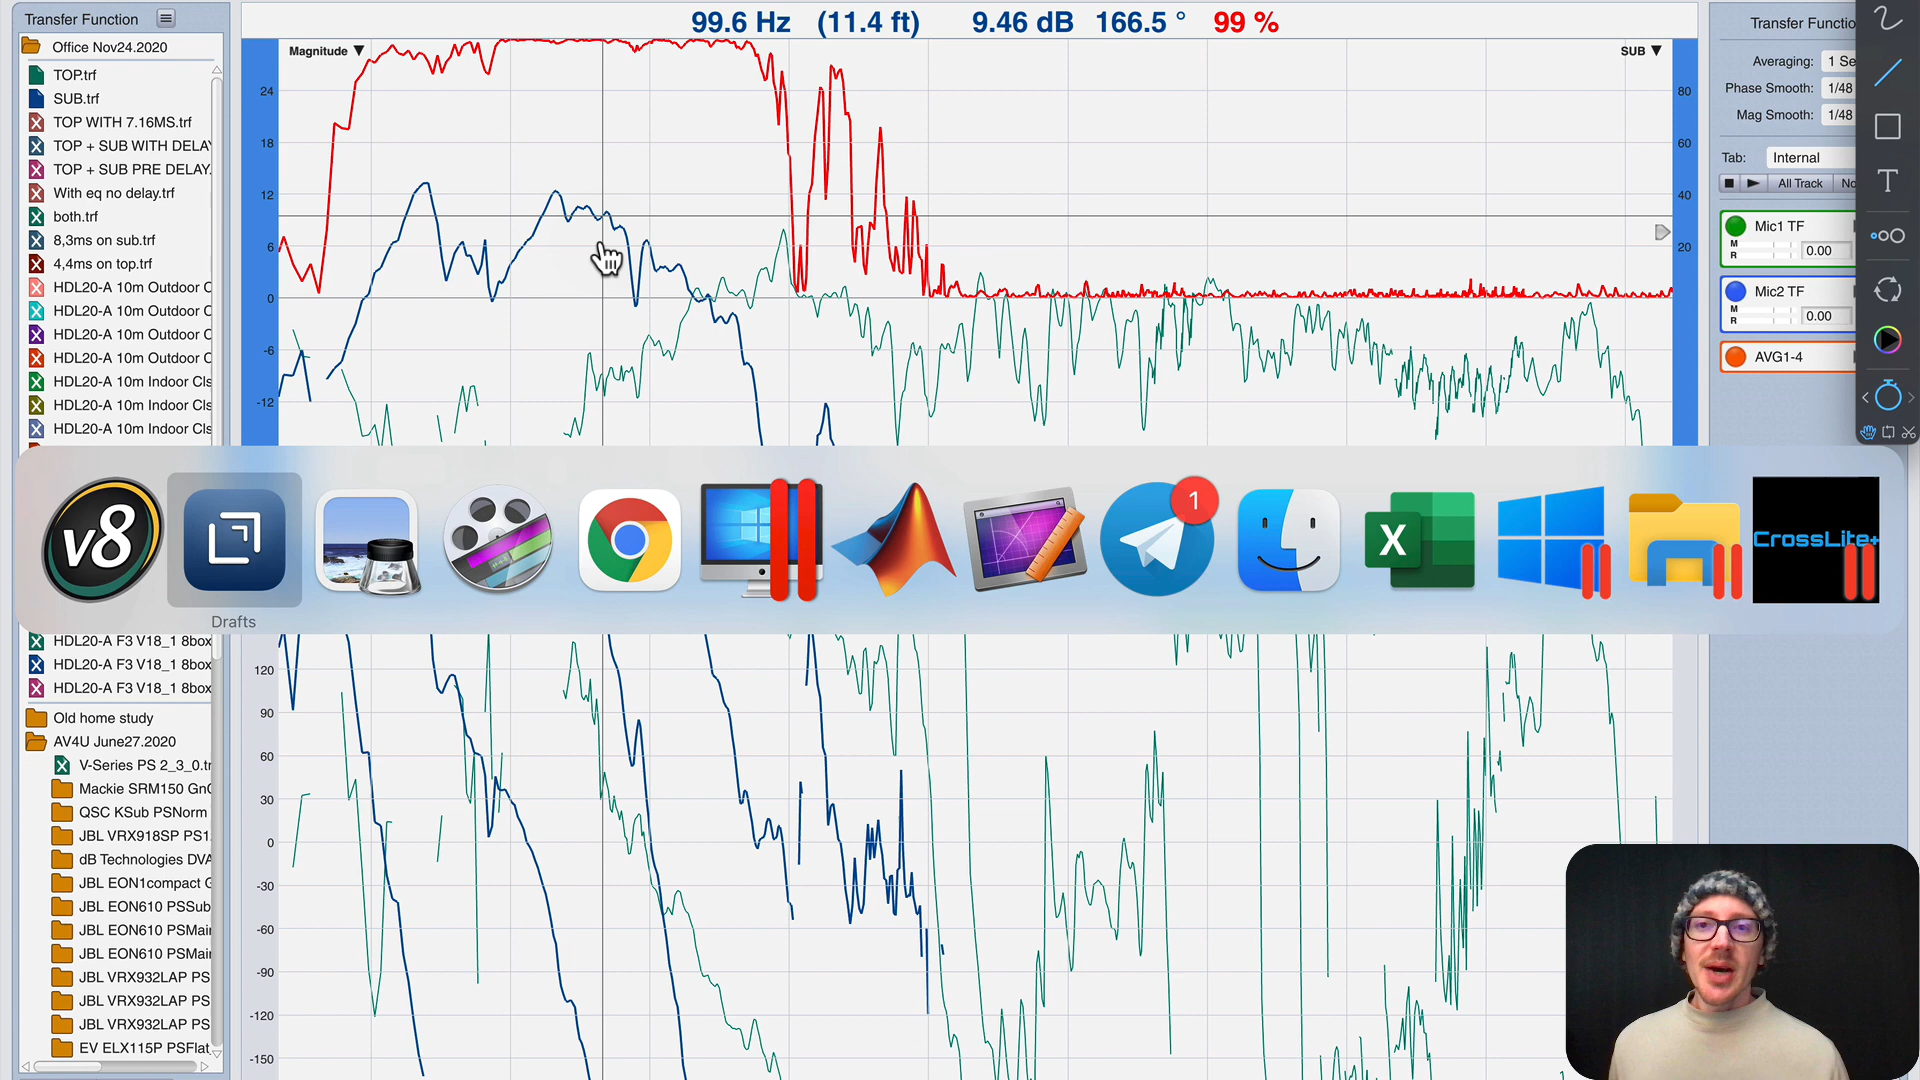 Transfer Function
99.6 Hz (11.4 ft) 9.46 dB 166.5 ° 99 %
Office Nov24.2020
TOP.trf
SUB.trf
TOP WITH 7.16MS.trf
TOP + SUB WITH DELA
TOP + SUB PRE DELAY.
With eq no delay.trf
both.trf
8,3ms on sub.trf
4,4ms on top.trf
HDL20-A 10m Outdoor C
HDL20-A 10m Outdoor C
HDL20-A 10m Outdoor C
HDL20-A 10m Outdoor C
HDL20-A 10m Indoor Cls
HDL20-A 10m Indoor Cls
HDL20-A 10m Indoor Cls
Magnitude
SUB
24
18
12
6
0
-6
-12
80
60
40
20
Transfer Functio
Averaging: 1 Se
Phase Smooth: 1/48
Mag Smooth: 1/48
Tab: Internal
All Track No
Mic1 TF
M
R
0.00
Mic2 TF
M
R
0.00
AVG1-4
T
v8
1
X
CrossLite+
Drafts
HDL20-A F3 V18_1 8box
HDL20-A F3 V18_1 8box
HDL20-A F3 V18_1 8box
Old home study
AV4U June27.2020
V-Series PS 2_3_0.tr
Mackie SRM150 GnC
QSC KSub PSNorm
JBL VRX918SP PS1
dB Technologies DVA
JBL EON1compact G
JBL EON610 PSSub
JBL EON610 PSMai
JBL EON610 PSMai
JBL VRX932LAP PS
JBL VRX932LAP PS
JBL VRX932LAP PS
EV ELX115P PSFlat
120
90
60
30
0
-30
-60
-90
-120
-150